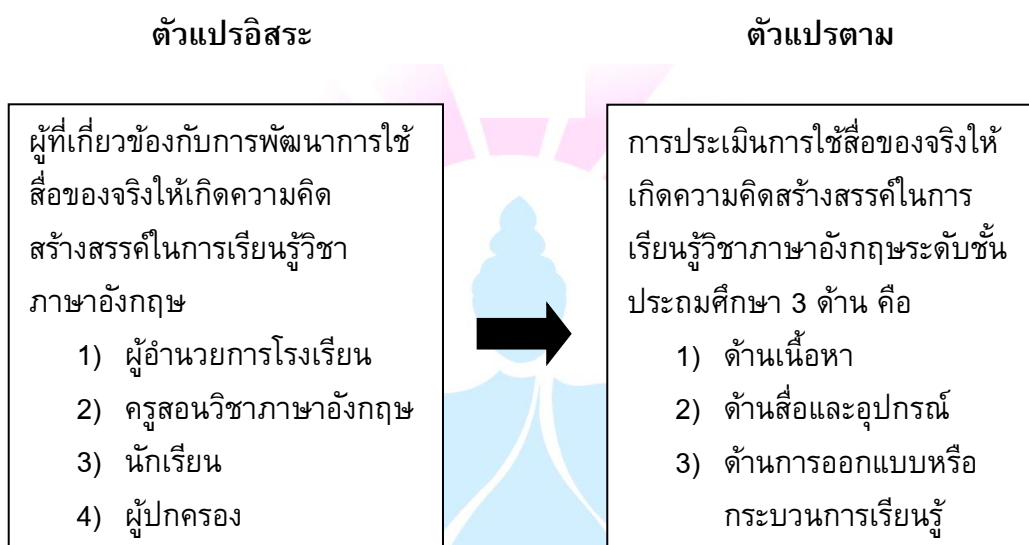 ตัวแปรอิสระ
ผู้ที่เกี่ยวข้องกับการพัฒนาการใช้
สื่อของจริงให้เกิดความคิด
สร้างสรรค์ในการเรียนรู้วิชา
ภาษาอังกฤษ
1) ผู้อำนวยการโรงเรียน
2) ครูสอนวิชาภาษาอังกฤษ
3) นักเรียน
4) ผู้ปกครอง
ตัวแปรตาม
การประเมินการใช้สื่อของจริงให้
เกิดความคิดสร้างสรรค์ในการ
เรียนรู้วิชาภาษาอังกฤษระดับชั้น
ประถมศึกษา 3 ด้าน คือ
1) ด้านเนื้อหา
2) ด้านสื่อและอุปกรณ์
3) ด้านการออกแบบหรือ
กระบวนการเรียนรู้